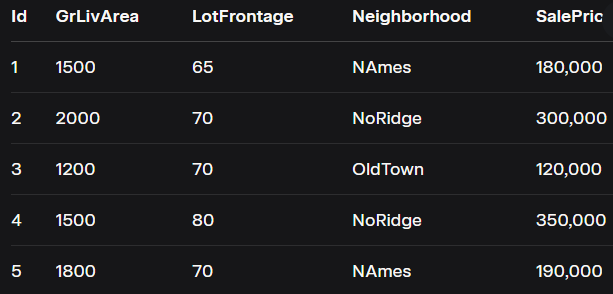 Id GrLivArea LotFrontage Neighborhood SalePric
1 1500 65 NAmes 180,000
2 2000 70 NoRidge 300,000
3 1200 70 OldTown 120,000
4 1500 80 NoRidge 350,000
5 1800 70 NAmes 190,000